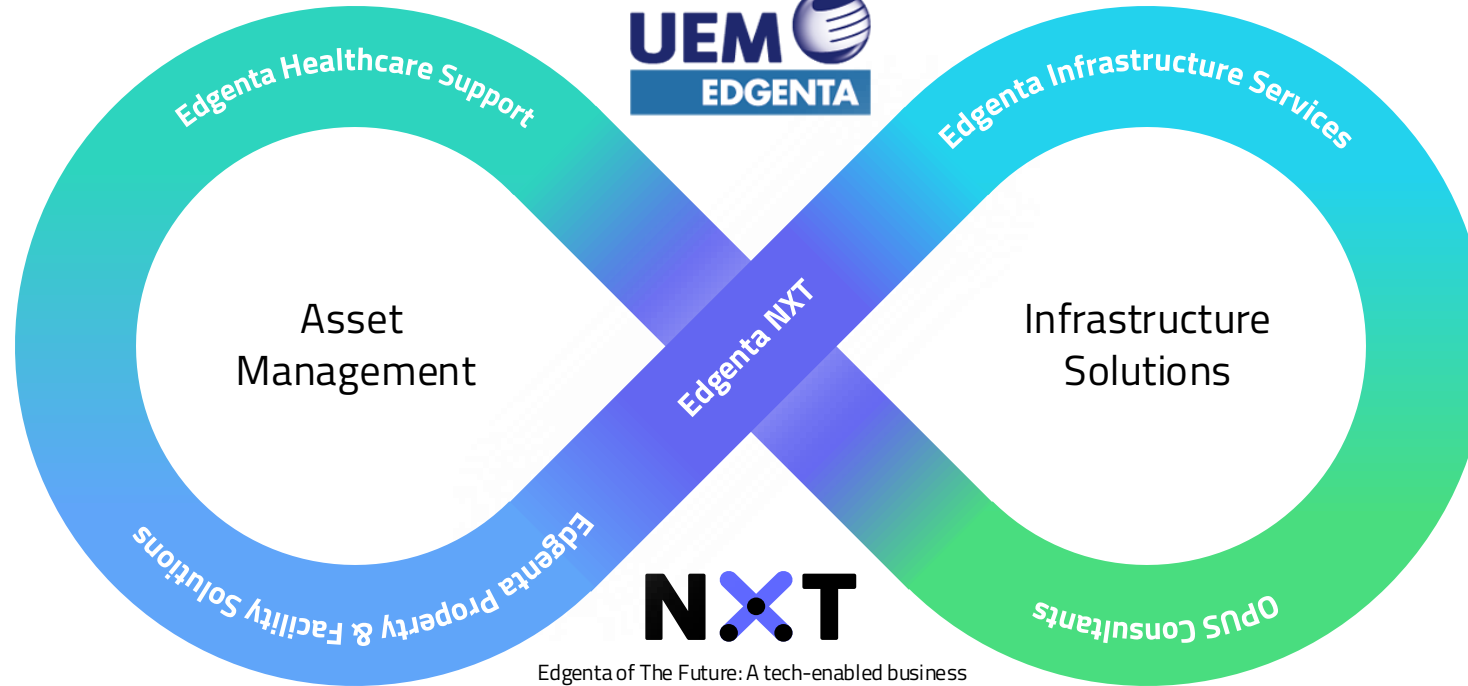 UEM
EDGENTA
Edgenta Healthcare Support
Edgenta Infrastructure Services
Asset
Management
Edgenta NXT
Infrastructure
Solutions
Edgenta Property & Facility Solutions
OPUS Consultants
NXT
Edgenta of The Future: A tech-enabled business